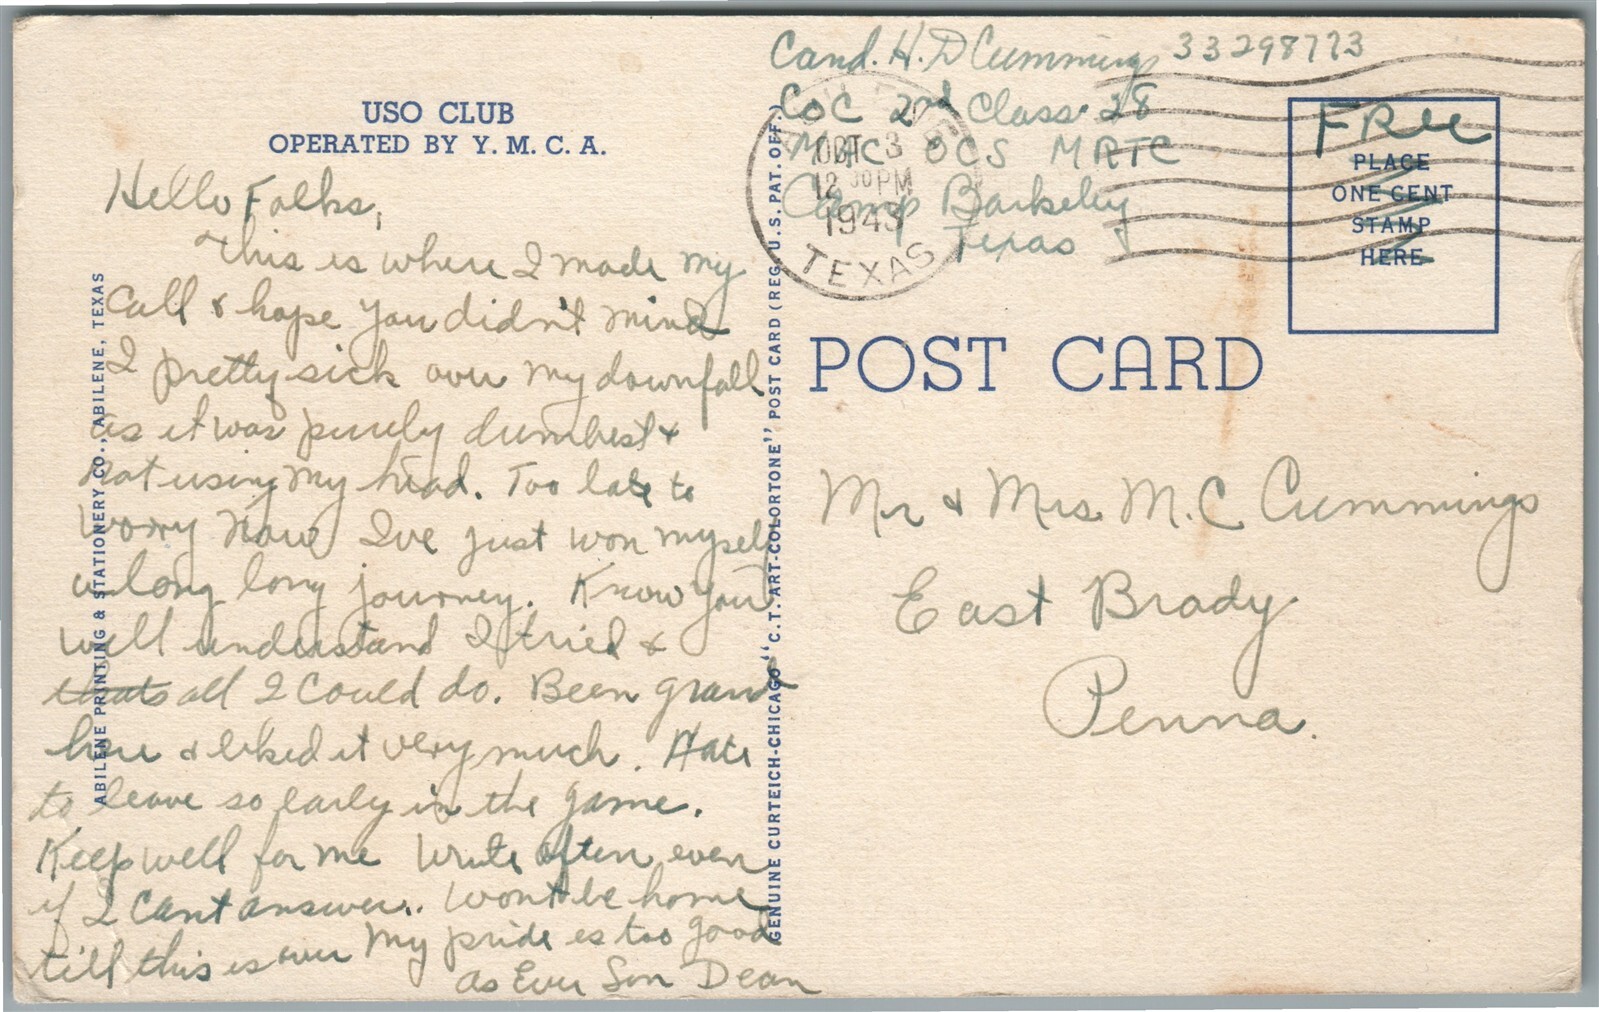 USO CLUB
OPERATED BY Y. M. C. A.
Hello Folks,
This is where I made my
call & hope you didn't mind
I pretty sick over my downfall
as it was purely dumbest &
not using my head. Too late to
worry now I've just won myself
a long long journey. Know you
will understand I tried &
thats all I could do. Been grand
here & liked it very much. Hate
to leave so early in the game.
Keep well for me Write often even
if I cant answer. Wont be home
till this is over My pride is too good
As Ever Son Dean
ABILENE PRINTING & STATIONERY CO., ABILENE, TEXAS
GENUINE CURTEICH-CHICAGO "C. T. ART-COLORTONE" POST CARD (REG. U. S. PAT. OFF.)
Cand. H. D Cummings 33298773
Co C 2nd Class 28
MAC OCS MRTC
Camp Barkeley
Texas
OCT 3
12 30 PM
1943
TEXAS
Free
PLACE
ONE CENT
STAMP
HERE
POST CARD
Mr & Mrs M. C Cummings
East Brady
Penna.